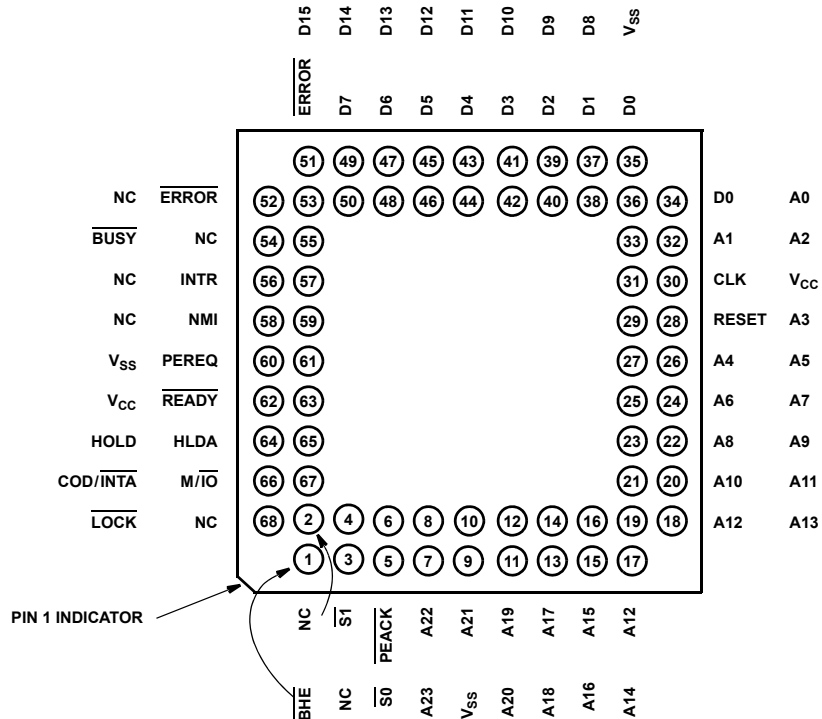 D15 D14 D13 D12 D11 D10 D9 D8 VSS
ERROR D7 D6 D5 D4 D3 D2 D1 D0
51 49 47 45 43 41 39 37 35
NC ERROR 52 53 50 48 46 44 42 40 38 36 34 D0 A0
BUSY NC 54 55 33 32 A1 A2
NC INTR 56 57 31 30 CLK VCC
NC NMI 58 59 29 28 RESET A3
VSS PEREQ 60 61 27 26 A4 A5
VCC READY 62 63 25 24 A6 A7
HOLD HLDA 64 65 23 22 A8 A9
COD/INTA M/IO 66 67 21 20 A10 A11
LOCK NC 68 2 4 6 8 10 12 14 16 19 18 A12 A13
1 3 5 7 9 11 13 15 17
PIN 1 INDICATOR
NC S1 PEACK A22 A21 A19 A17 A15 A12
BHE NC S0 A23 VSS A20 A18 A16 A14